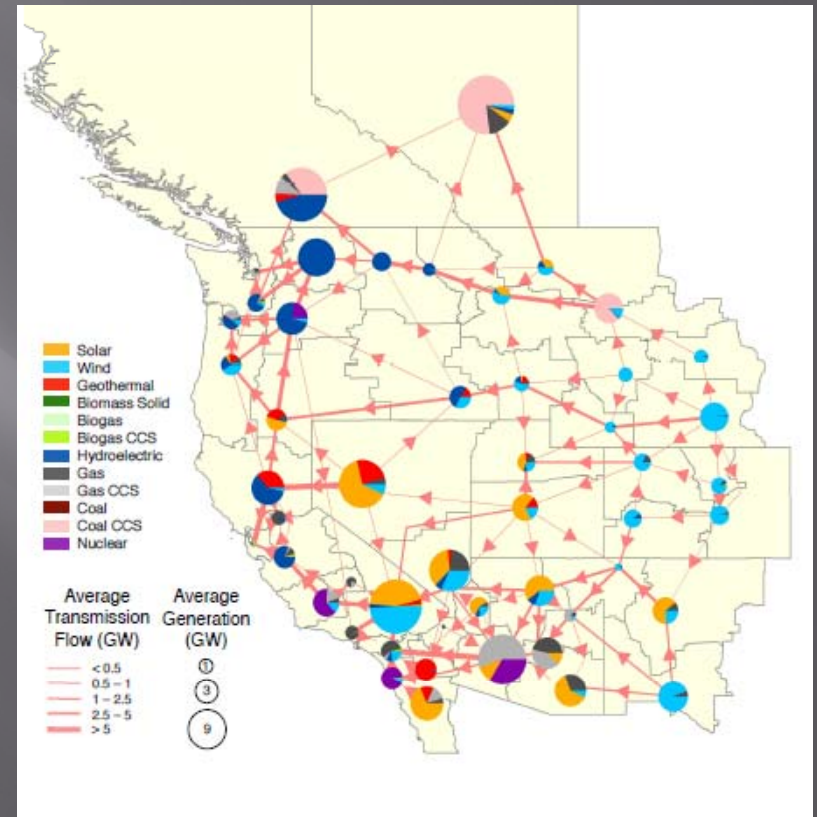 Solar
Wind
Geothermal
Biomass Solid
Biogas
Biogas CCS
Hydroelectric
Gas
Gas CCS
Coal
Coal CCS
Nuclear
Average
Transmission
Flow (GW)
< 0.5
0.5 – 1
1 – 2.5
2.5 – 5
> 5
Average
Generation
(GW)
1
3
9